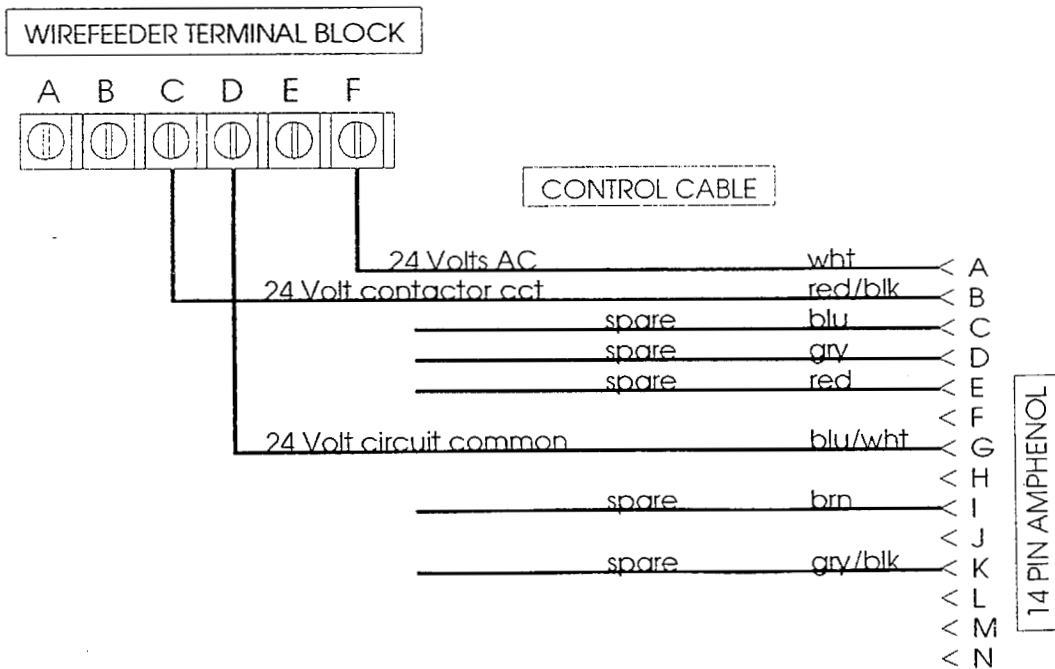 WIREFEEDER TERMINAL BLOCK
A B C D E F
CONTROL CABLE
24 Volts AC wht A
24 Volt contactor cct red/blk B
spare blu C
spare gry D
spare red E
F
24 Volt circuit common blu/wht G
H
spare brn I
J
spare gry/blk K
L
M
N
14 PIN AMPHENOL